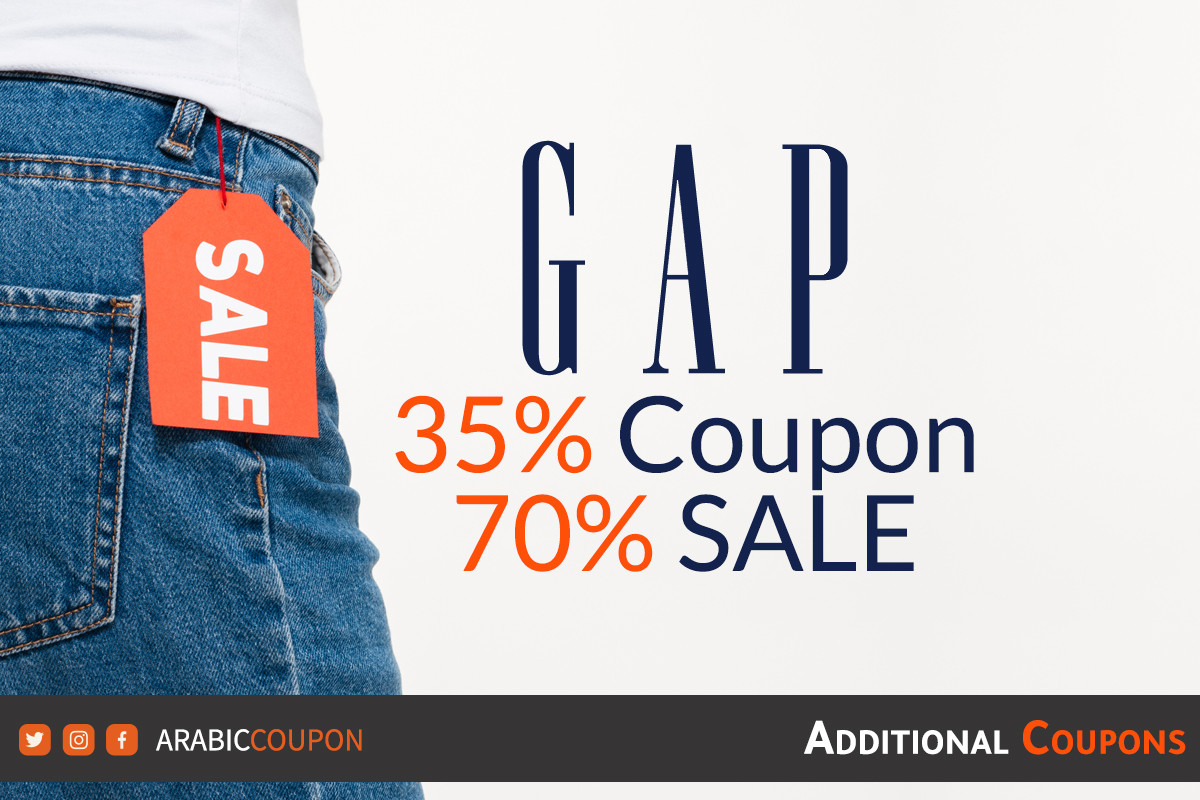 SALE
GAP
35% Coupon
70% SALE
ARABICCOUPON
ADDITIONAL COUPONS